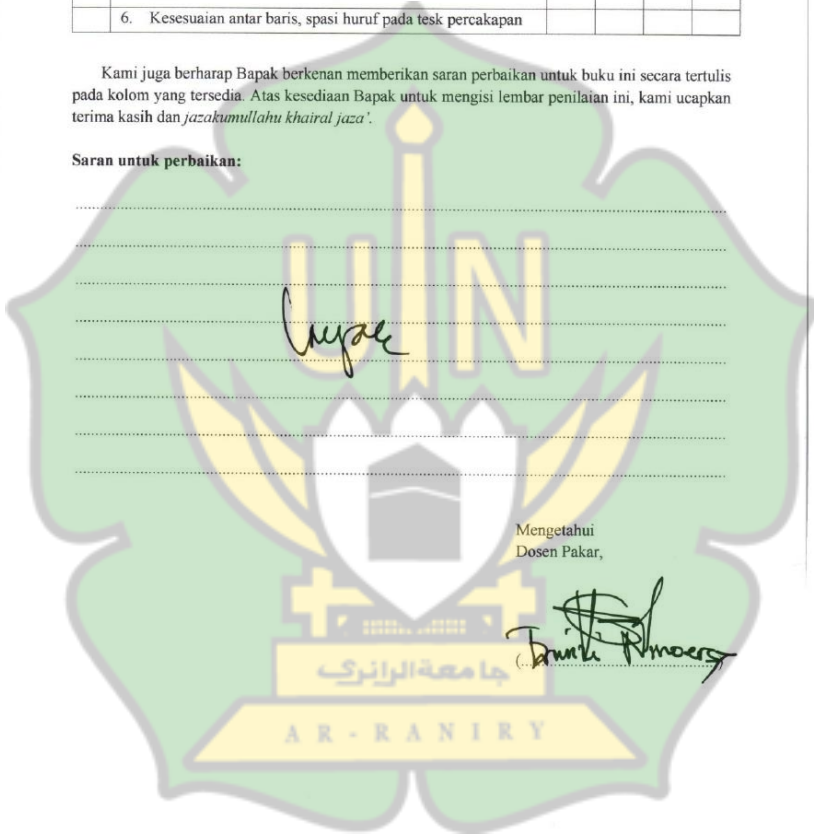 6. Kesesuaian antar baris, spasi huruf pada tesk percakapan
Kami juga berharap Bapak berkenan memberikan saran perbaikan untuk buku ini secara tertulis
pada kolom yang tersedia. Atas kesediaan Bapak untuk mengisi lembar penilaian ini, kami ucapkan
terima kasih dan jazakumullahu khairal jaza'.
Saran untuk perbaikan:
UIN
Mengetahui
Dosen Pakar,
جامعة الرانري
AR-RANIRY